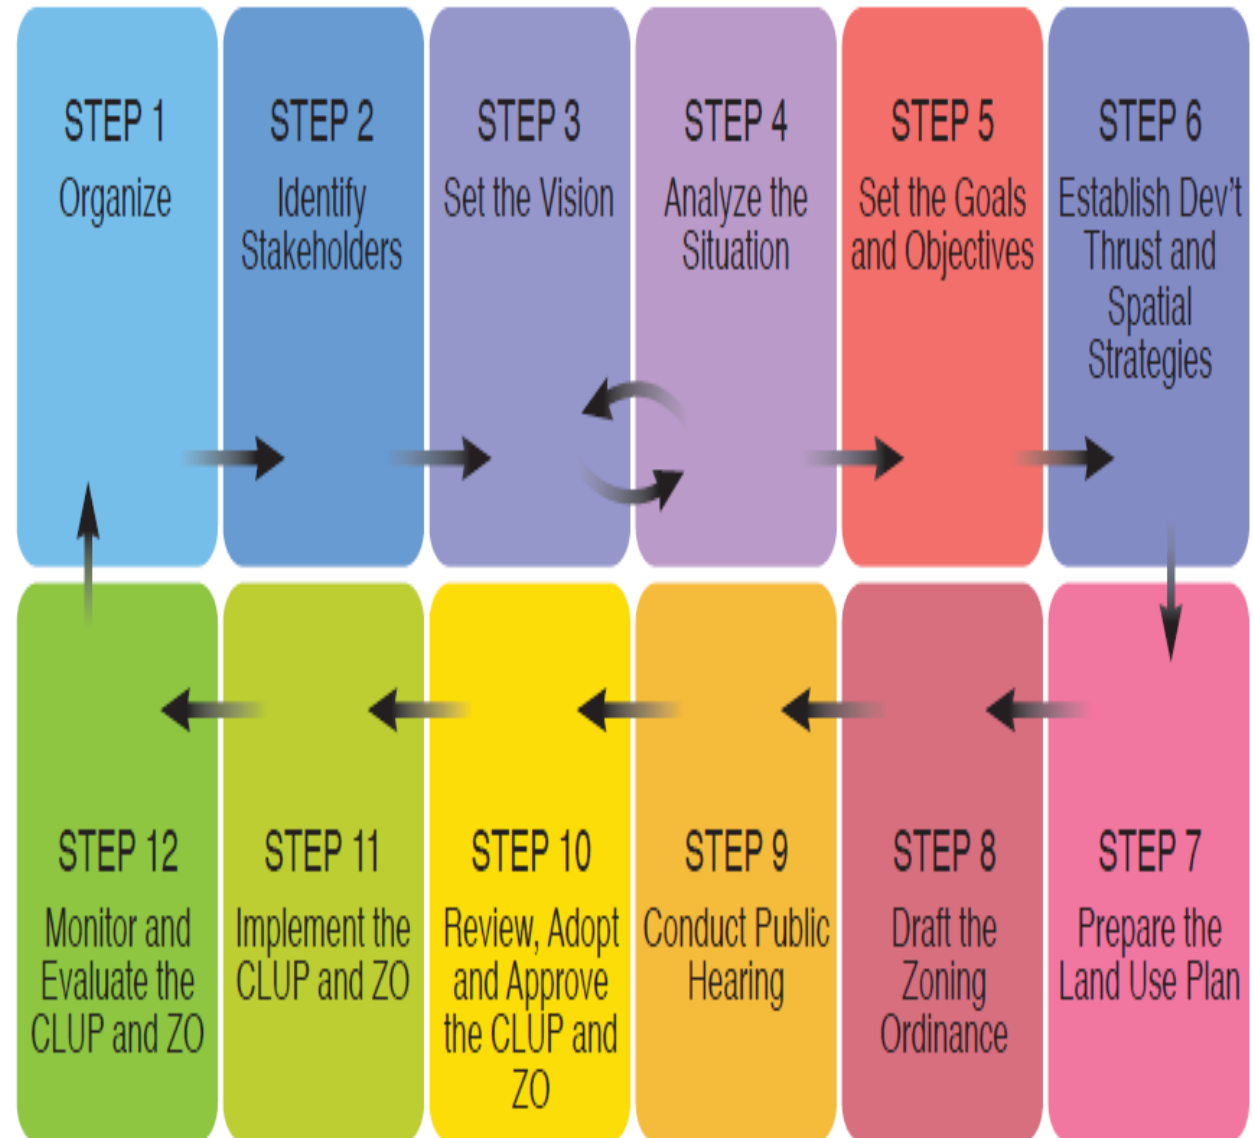 STEP 1
Organize
STEP 2
Identify
Stakeholders
STEP 3
Set the Vision
STEP 4
Analyze the
Situation
STEP 5
Set the Goals
and Objectives
STEP 6
Establish Dev't
Thrust and
Spatial
Strategies
STEP 12
Monitor and
Evaluate the
CLUP and ZO
STEP 11
Implement the
CLUP and ZO
STEP 10
Review, Adopt
and Approve
the CLUP and
ZO
STEP 9
Conduct Public
Hearing
STEP 8
Draft the
Zoning
Ordinance
STEP 7
Prepare the
Land Use Plan